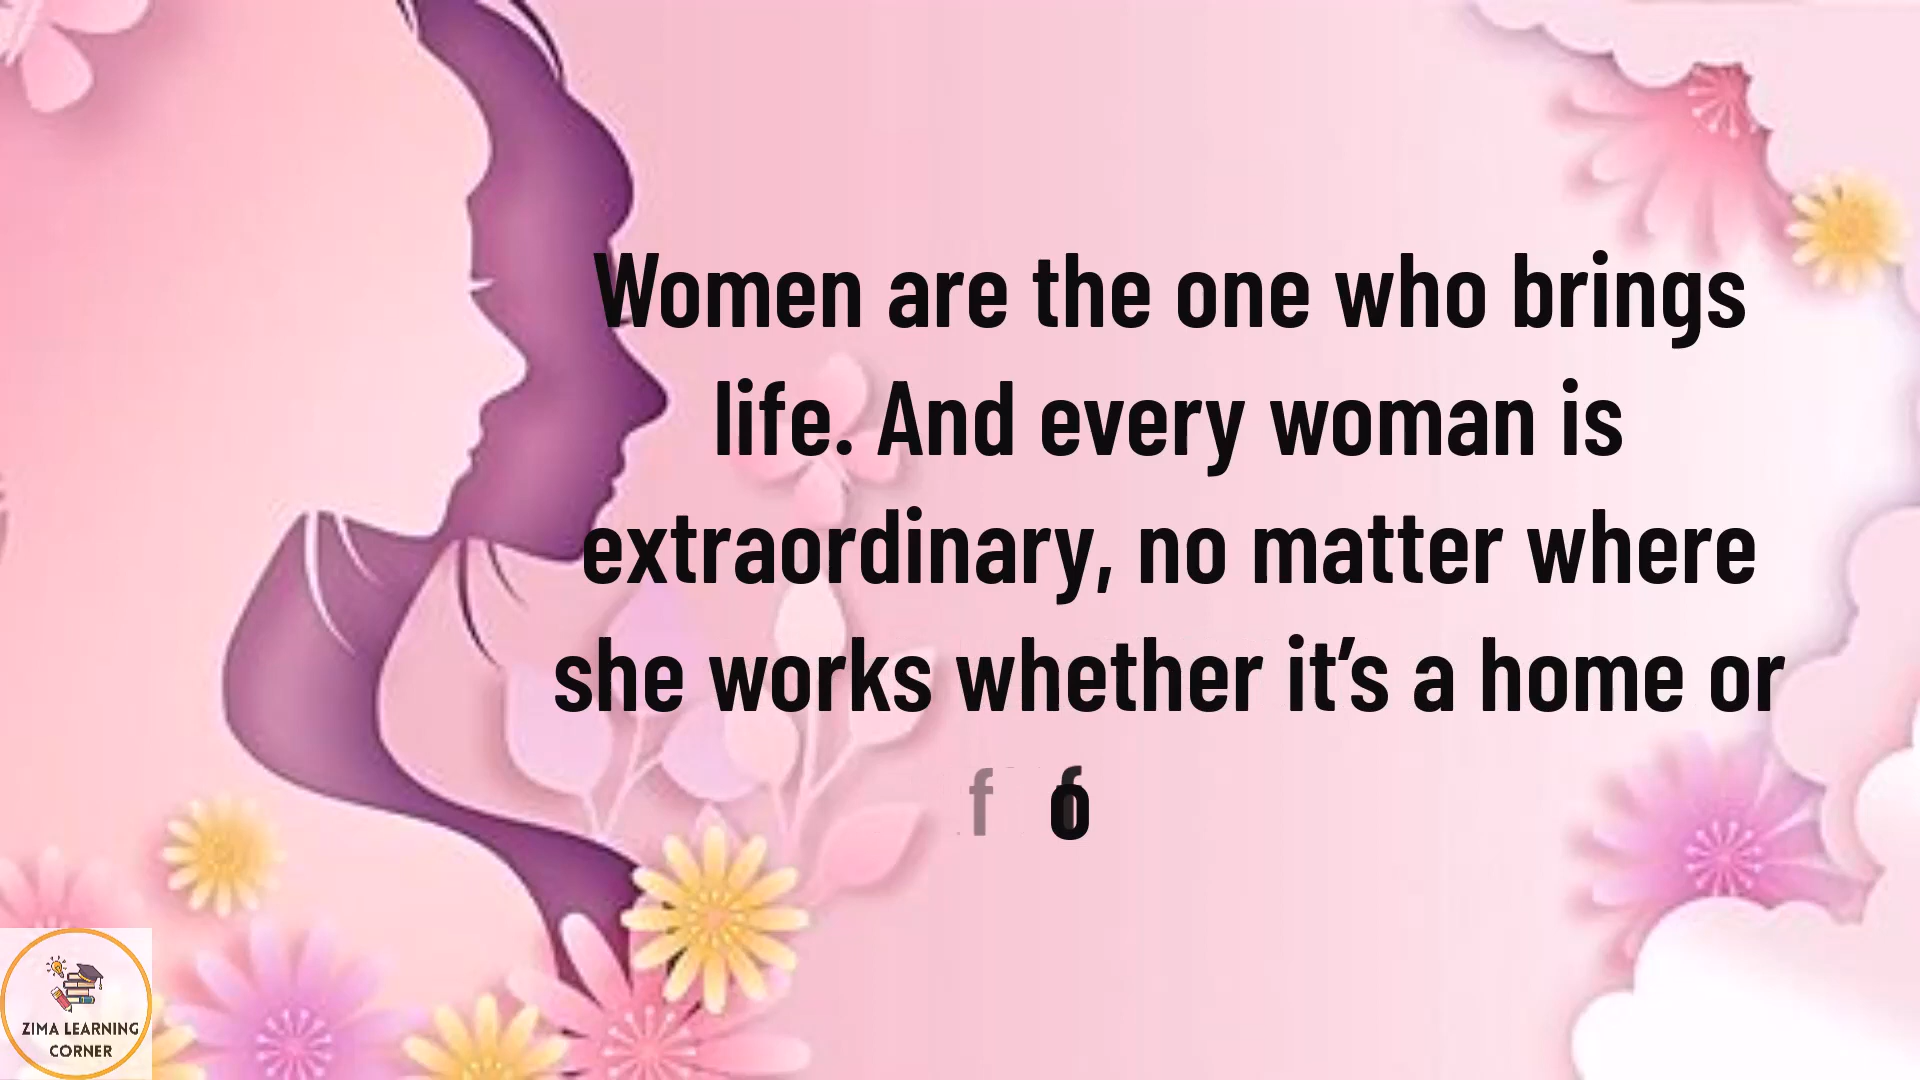 Women are the one who brings
life. And every woman is
extraordinary, no matter where
she works whether it’s a home or
ZIMA LEARNING
CORNER